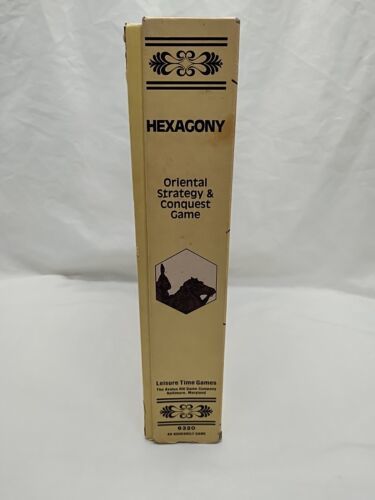 HEXAGONY
Oriental
Strategy &
Conquest
Game
Leisure Time Games
The Avalon Hill Game Company
Baltimore, Maryland
6320